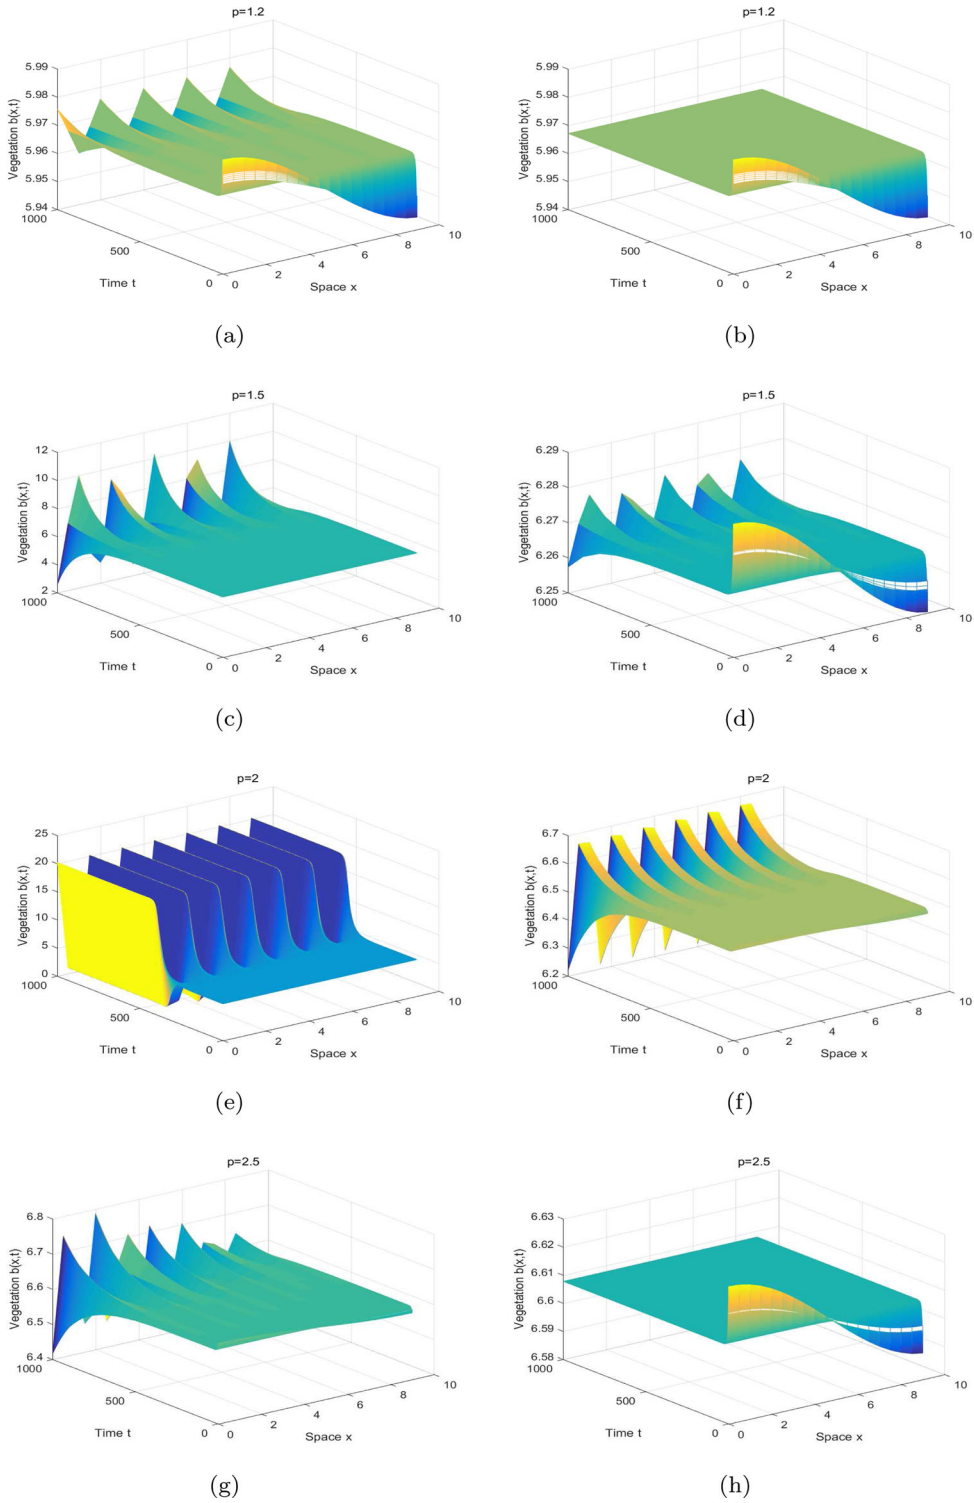 p=1.2
Vegetation b(x,t)
5.99
5.98
5.97
5.96
5.95
5.94
1000
500
0
Time t
0
2
4
6
8
10
Space x
(a)
p=1.2
Vegetation b(x,t)
5.99
5.98
5.97
5.96
5.95
5.94
1000
500
0
Time t
0
2
4
6
8
10
Space x
(b)
p=1.5
Vegetation b(x,t)
12
10
8
6
4
2
1000
500
0
Time t
0
2
4
6
8
10
Space x
(c)
p=1.5
Vegetation b(x,t)
6.29
6.28
6.27
6.26
6.25
1000
500
0
Time t
0
2
4
6
8
10
Space x
(d)
p=2
Vegetation b(x,t)
25
20
15
10
5
0
1000
500
0
Time t
0
2
4
6
8
10
Space x
(e)
p=2
Vegetation b(x,t)
6.7
6.6
6.5
6.4
6.3
6.2
1000
500
0
Time t
0
2
4
6
8
10
Space x
(f)
p=2.5
Vegetation b(x,t)
6.8
6.7
6.6
6.5
6.4
1000
500
0
Time t
0
2
4
6
8
10
Space x
(g)
p=2.5
Vegetation b(x,t)
6.63
6.62
6.61
6.6
6.59
6.58
1000
500
0
Time t
0
2
4
6
8
10
Space x
(h)